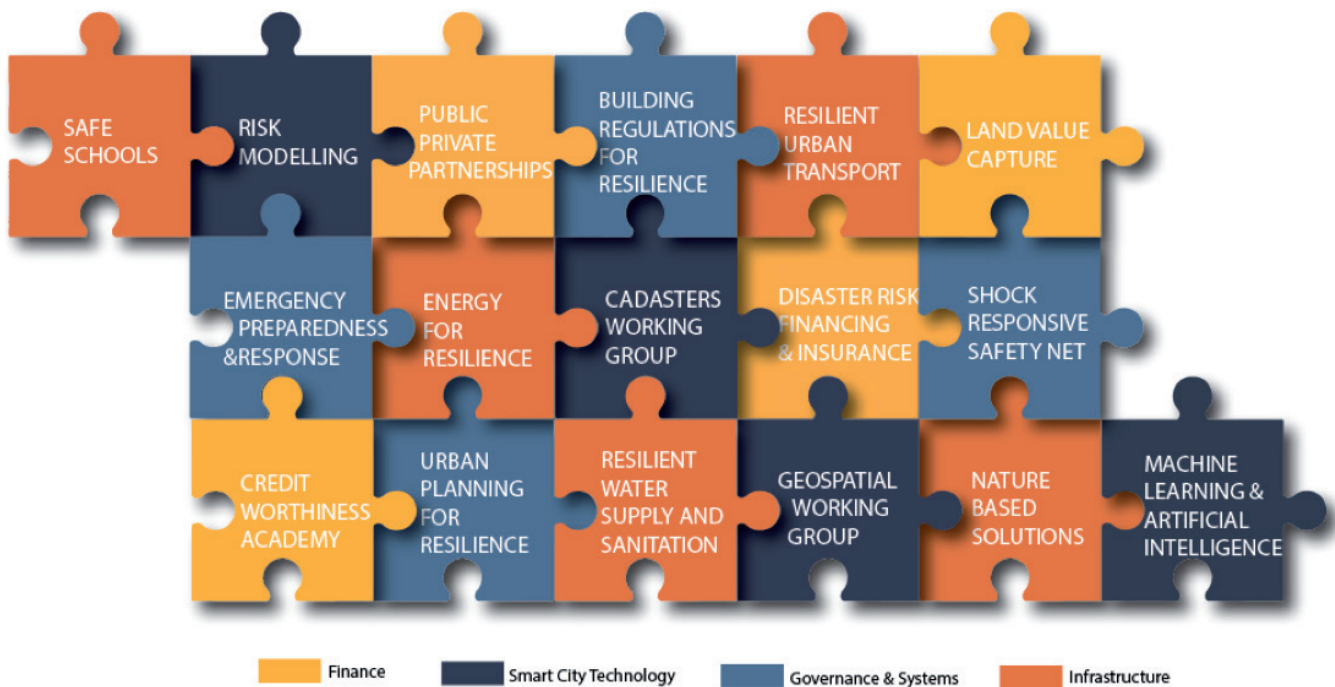 SAFE
SCHOOLS
RISK
MODELLING
PUBLIC
PRIVATE
PARTNERSHIPS
BUILDING
REGULATIONS
FOR
RESILIENCE
RESILIENT
URBAN
TRANSPORT
LAND VALUE
CAPTURE
EMERGENCY
PREPAREDNESS
&RESPONSE
ENERGY
FOR
RESILIENCE
CADASTERS
WORKING
GROUP
DISASTER RISK
FINANCING
& INSURANCE
SHOCK
RESPONSIVE
SAFETY NET
CREDIT
WORTHINESS
ACADEMY
URBAN
PLANNING
FOR
RESILIENCE
RESILIENT
WATER
SUPPLY AND
SANITATION
GEOSPATIAL
WORKING
GROUP
NATURE
BASED
SOLUTIONS
MACHINE
LEARNING &
ARTIFICIAL
INTELLIGENCE
Finance
Smart City Technology
Governance & Systems
Infrastructure